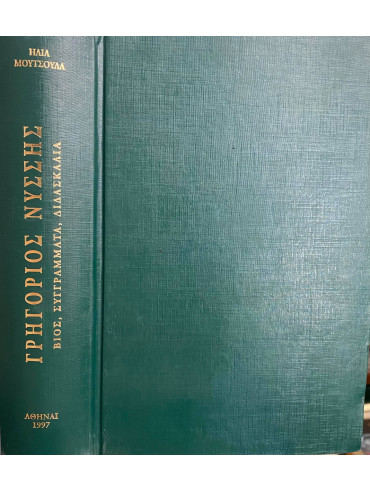 ΗΛΙΑ
ΜΟΥΤΣΟΥΛΑ
ΓΡΗΓΟΡΙΟΣ ΝΥΣΣΗΣ
ΒΙΟΣ, ΣΥΓΓΡΑΜΜΑΤΑ, ΔΙΔΑΣΚΑΛΙΑ
ΑΘΗΝΑΙ
1997